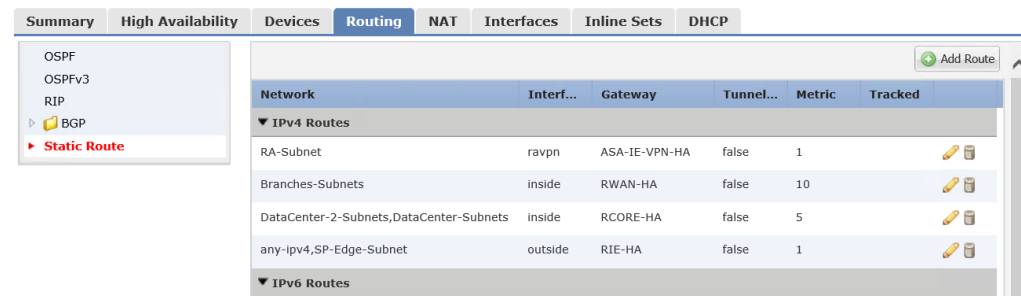 Summary High Availability Devices Routing NAT Interfaces Inline Sets DHCP
OSPF
OSPFv3
RIP
BGP
Static Route
Add Route
Network Interf... Gateway Tunnel... Metric Tracked
IPv4 Routes
RA-Subnet ravpn ASA-IE-VPN-HA false 1
Branches-Subnets inside RWAN-HA false 10
DataCenter-2-Subnets,DataCenter-Subnets inside RCORE-HA false 5
any-ipv4,SP-Edge-Subnet outside RIE-HA false 1
IPv6 Routes